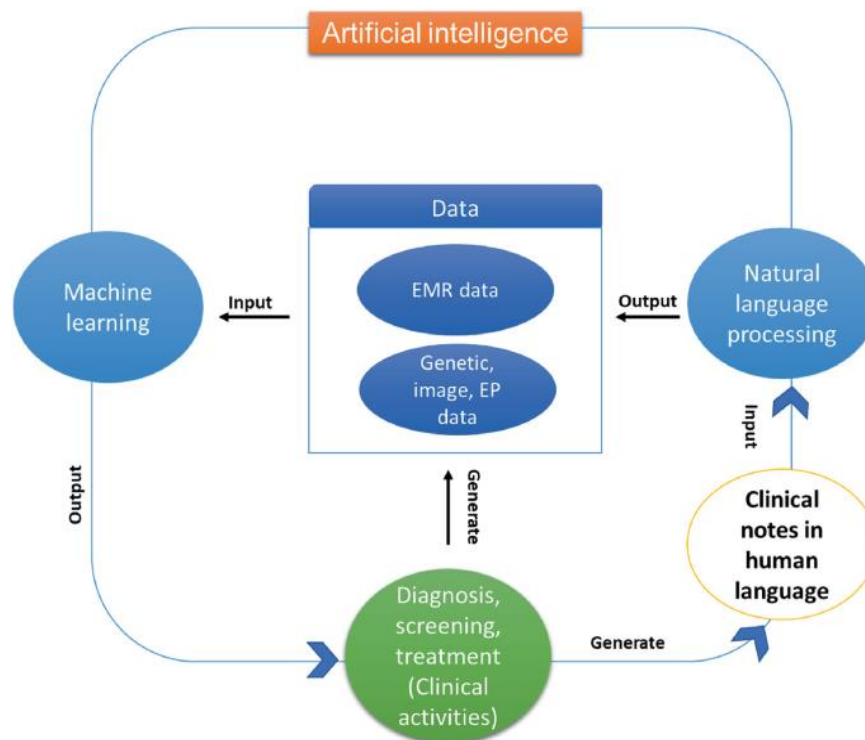 Artificial intelligence
Data
Machine
learning
Input
EMR data
Output
Natural
language
processing
Genetic,
image, EP
data
Input
Output
Generate
Clinical
notes in
human
language
Diagnosis,
screening,
treatment
(Clinical
activities)
Generate